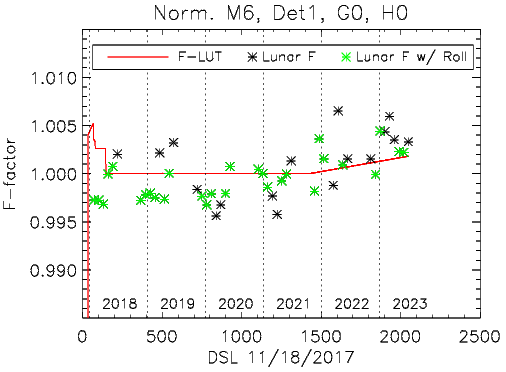 Norm. M6, Det1, G0, H0
F-LUT Lunar F Lunar F w/ Roll
1.010
1.005
1.000
0.995
0.990
F-factor
2018 2019 2020 2021 2022 2023
0 500 1000 1500 2000 2500
DSL 11/18/2017